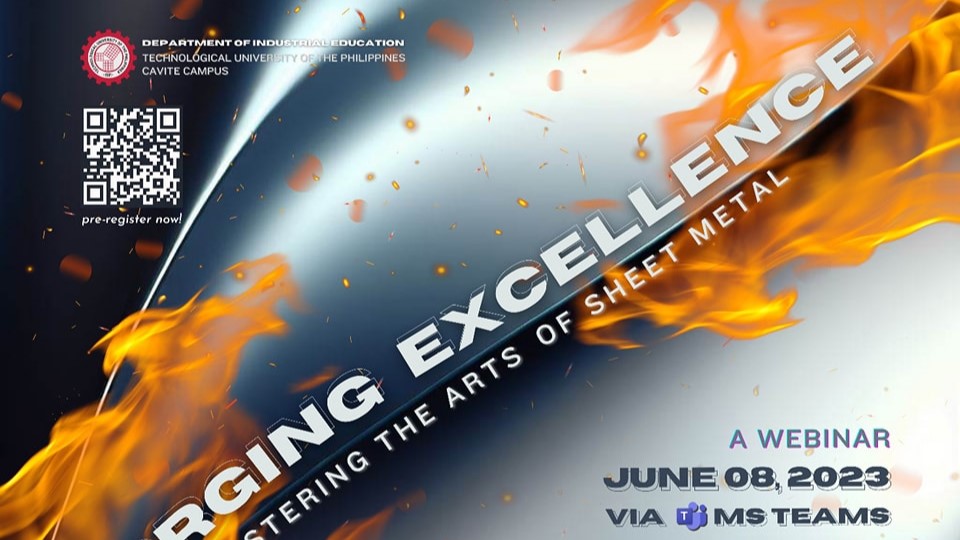 DEPARTMENT OF INDUSTRIAL EDUCATION
TECHNOLOGICAL UNIVERSITY OF THE PHILIPPINES
CAVITE CAMPUS
pre-register now!
RGING EXCELLENCE
STERING THE ARTS OF SHEET METAL
A WEBINAR
JUNE 08, 2023
VIA MS TEAMS